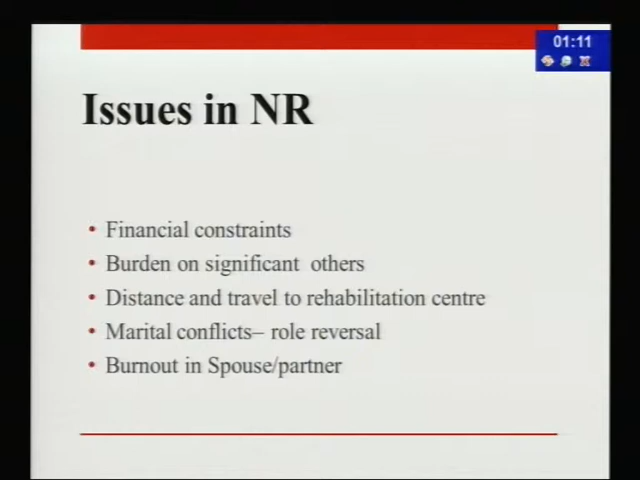 01:11
Issues in NR
• Financial constraints
• Burden on significant  others
• Distance and travel to rehabilitation centre
• Marital conflicts– role reversal
• Burnout in Spouse/partner